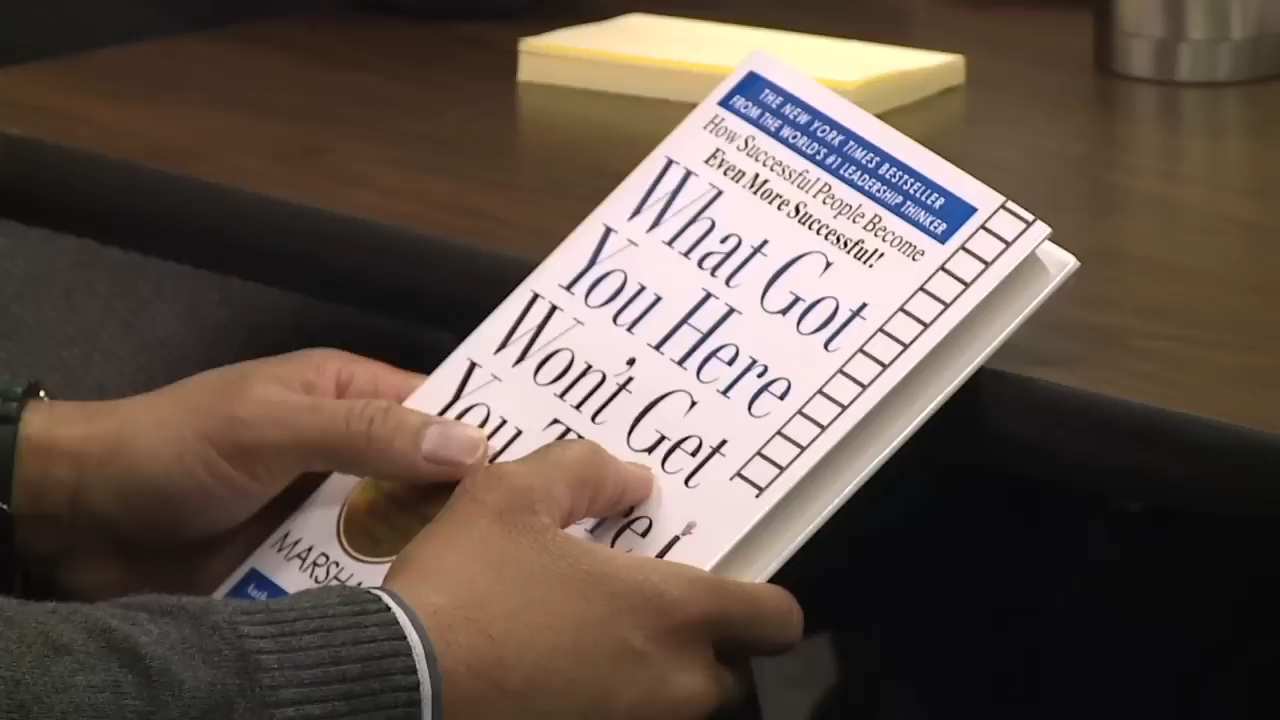 THE NEW YORK TIMES BESTSELLER
FROM THE WORLD'S #1 LEADERSHIP THINKER
How Successful People Become
Even More Successful!
What Got
You Here
Won't Get
You T re
MARSHA